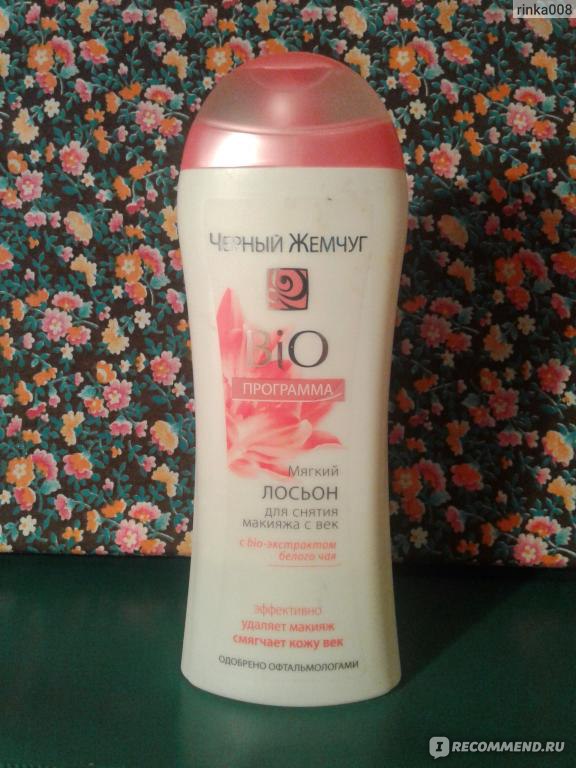 rinka008
ЧЕРНЫЙ ЖЕМЧУГ
BiO
ПРОГРАММА
Мягкий
ЛОСЬОН
для снятия
макияжа с век
с bio-экстрактом
белого чая
эффективно
удаляет макияж
смягчает кожу век
ОДОБРЕНО ОФТАЛЬМОЛОГАМИ
IRECOMMEND.RU